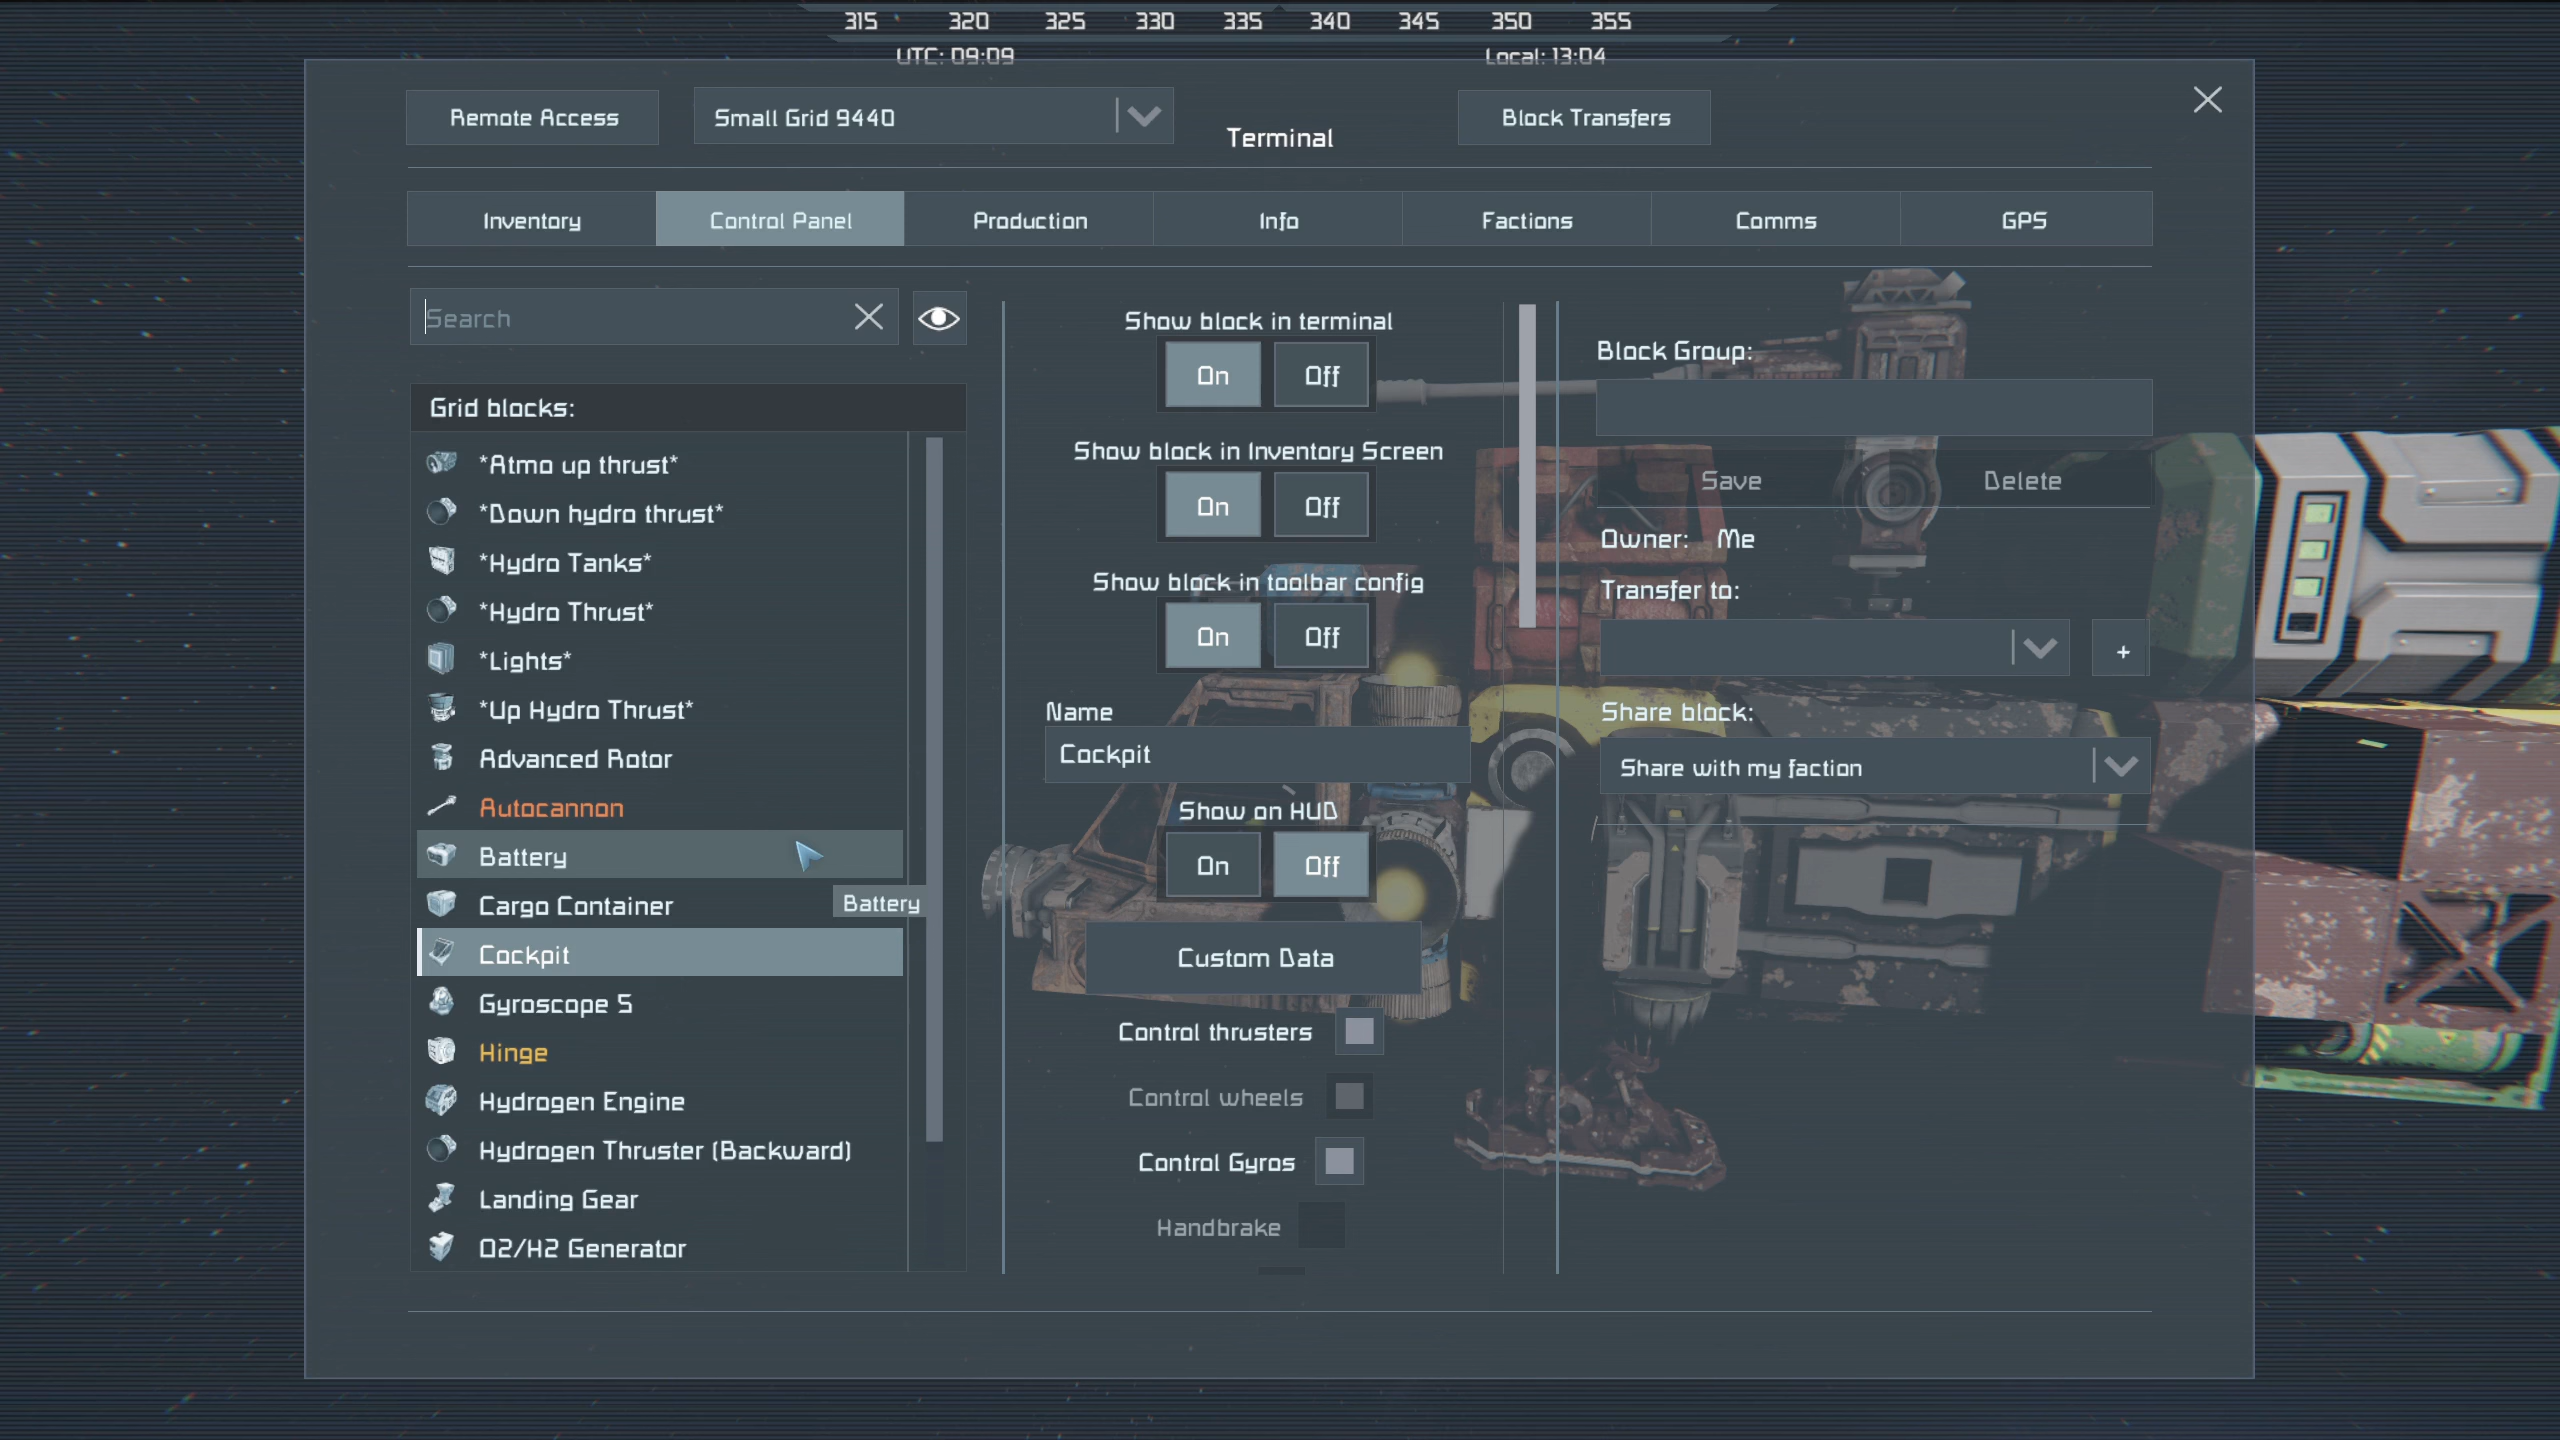 315 320 325 330 335 340 345 350 355
UTC: 09:09 Local: 13:04
Remote Access
Small Grid 9440
Terminal
Block Transfers
Inventory
Control Panel
Production
Info
Factions
Comms
GPS
Search
Grid blocks:
*Atmo up thrust*
*Down hydro thrust*
*Hydro Tanks*
*Hydro Thrust*
*Lights*
*Up Hydro Thrust*
Advanced Rotor
Autocannon
Battery
Battery
Cargo Container
Cockpit
Gyroscope 5
Hinge
Hydrogen Engine
Hydrogen Thruster (Backward)
Landing Gear
O2/H2 Generator
Show block in terminal
On Off
Show block in Inventory Screen
On Off
Show block in toolbar config
On Off
Name
Cockpit
Show on HUD
On Off
Custom Data
Control thrusters
Control wheels
Control Gyros
Handbrake
Block Group:
Save Delete
Owner: Me
Transfer to:
+
Share block:
Share with my faction